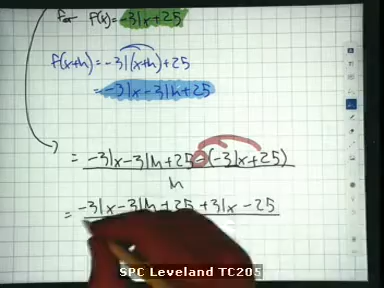 for f(x)=-31x+25
f(x+h)=-31(x+h)+25
=-31x-31h+25
= -31x-31h+25-(-31x+25)
h
= -31x-31h+25+31x-25
SPC Leveland TC205